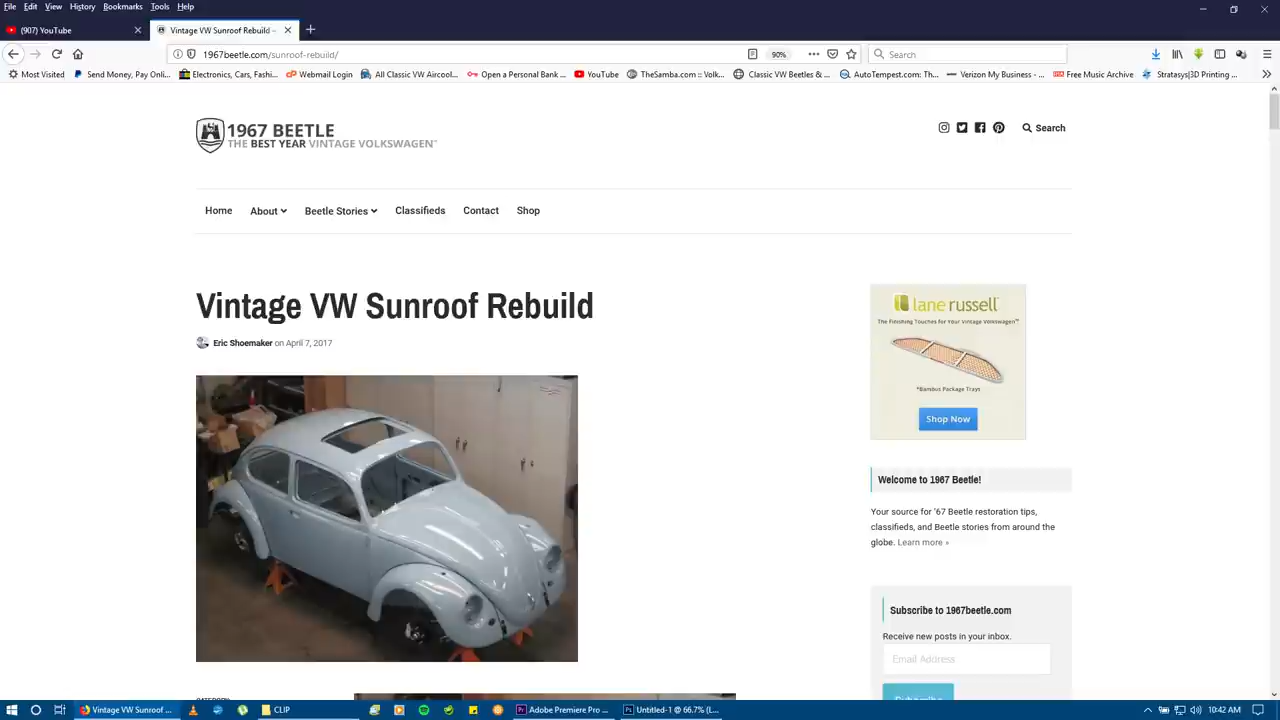 File Edit View History Bookmarks Tools Help
(907) YouTube
Vintage VW Sunroof Rebuild -
1967beetle.com/sunroof-rebuild/
90%
Search
Most Visited
Send Money, Pay Onli...
Electronics, Cars, Fashi...
Webmail Login
All Classic VW Aircool...
Open a Personal Bank ...
YouTube
TheSamba.com :: Volk...
Classic VW Beetles & ...
AutoTempest.com: Th...
Verizon My Business - ...
Free Music Archive
Stratasys|3D Printing ...
1967 BEETLE
THE BEST YEAR VINTAGE VOLKSWAGEN
Search
Home About Beetle Stories Classifieds Contact Shop
Vintage VW Sunroof Rebuild
Eric Shoemaker on April 7, 2017
lane russell
The Finishing Touches for Your Vintage Volkswagen
*Bambus Package Trays
Shop Now
Welcome to 1967 Beetle!
Your source for '67 Beetle restoration tips,
classifieds, and Beetle stories from around the
globe. Learn more »
Subscribe to 1967beetle.com
Receive new posts in your inbox.
Email Address
Subscribe
CATEGORY
Vintage VW Sunroof ...
CLIP
Adobe Premiere Pro ...
Untitled-1 @ 66.7% (L...
10:42 AM